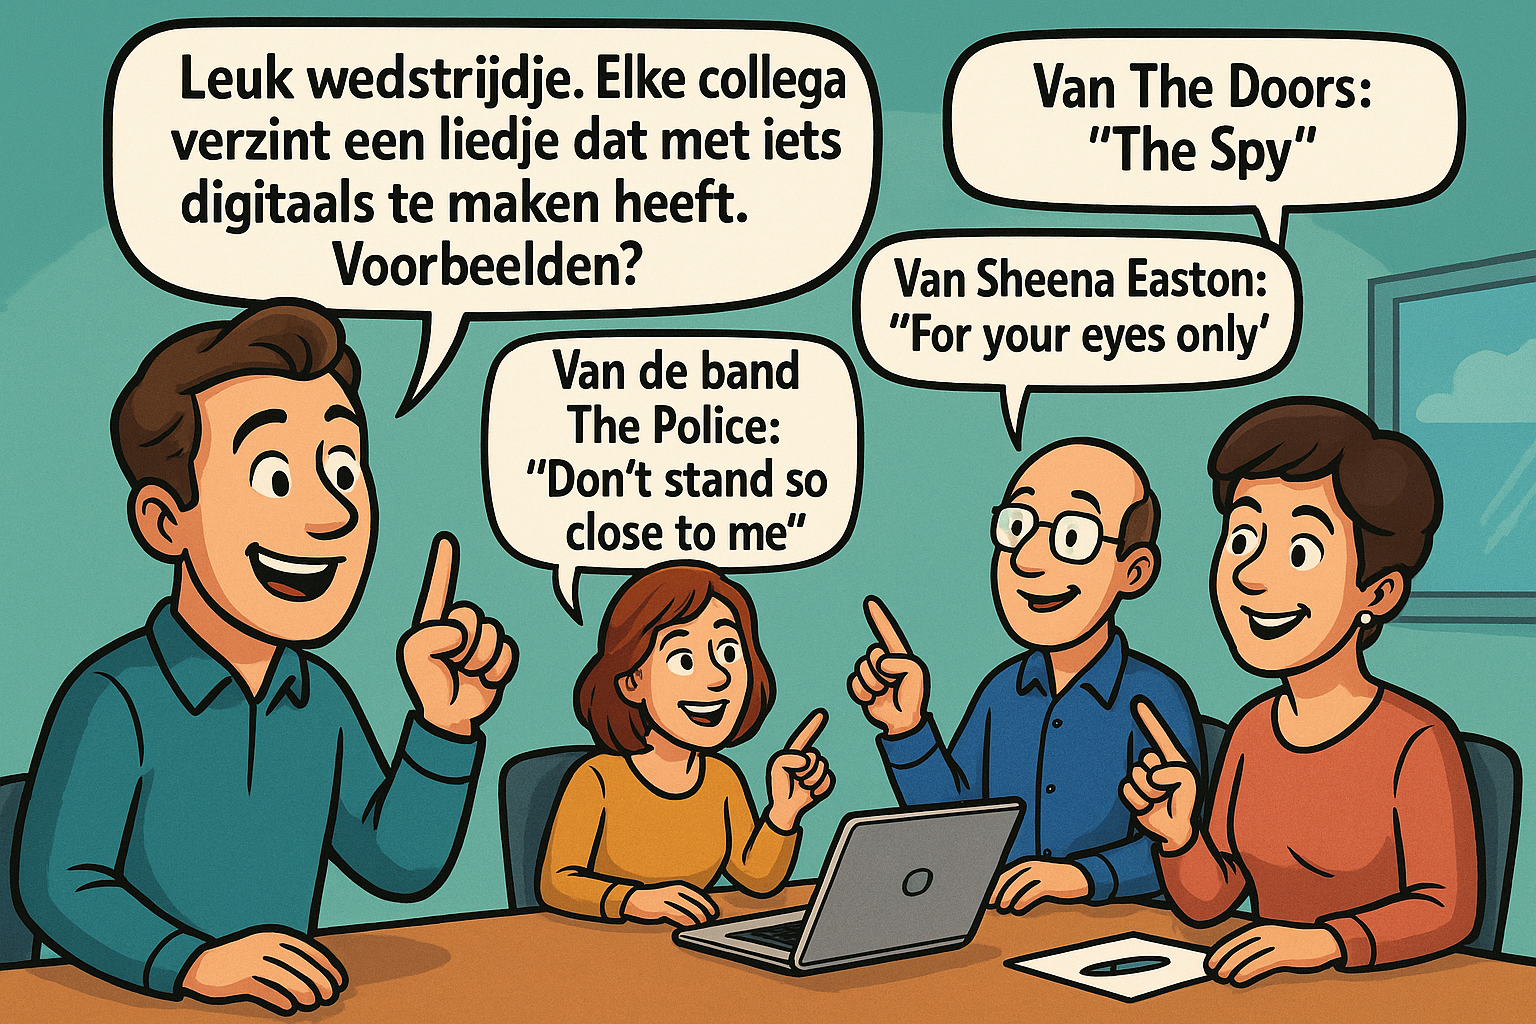 Leuk wedstrijdje. Elke collega
verzint een liedje dat met iets
digitaals te maken heeft.
Voorbeelden?
Van de band
The Police:
"Don't stand so
close to me"
Van Sheena Easton:
"For your eyes only'
Van The Doors:
"The Spy"